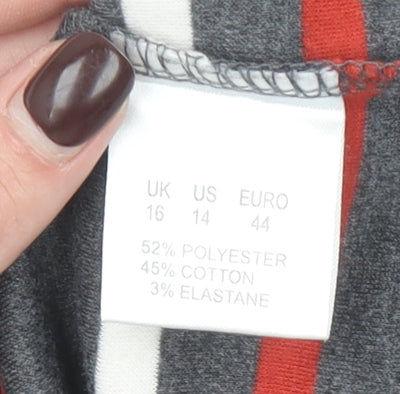 UK US EURO
16 14 44
52% POLYESTER
45% COTTON
3% ELASTANE